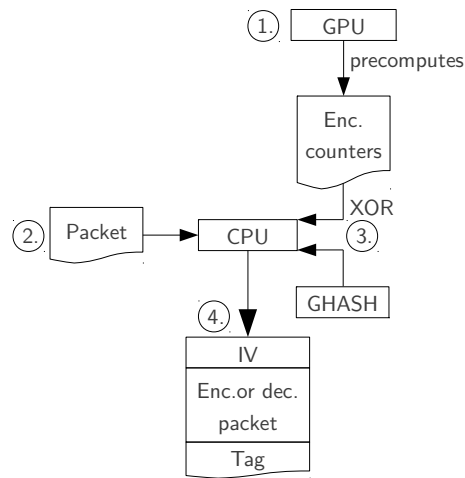 1.
GPU
precomputes
Enc.
counters
XOR
2.
Packet
CPU
3.
GHASH
4.
IV
Enc.or dec.
packet
Tag